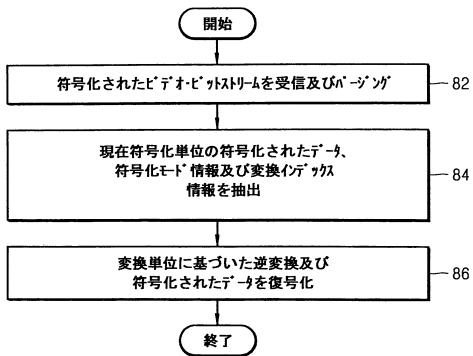 開始
符号化されたﾋﾞﾃﾞｵ･ﾋﾞｯﾄｽﾄﾘｰﾑを受信及びﾊﾟｰｼﾞﾝｸﾞ
82
現在符号化単位の符号化されたﾃﾞｰﾀ、
符号化ﾓｰﾄﾞ情報及び変換ｲﾝﾃﾞｯｸｽ
情報を抽出
84
変換単位に基づいた逆変換及び
符号化されたﾃﾞｰﾀを復号化
86
終了